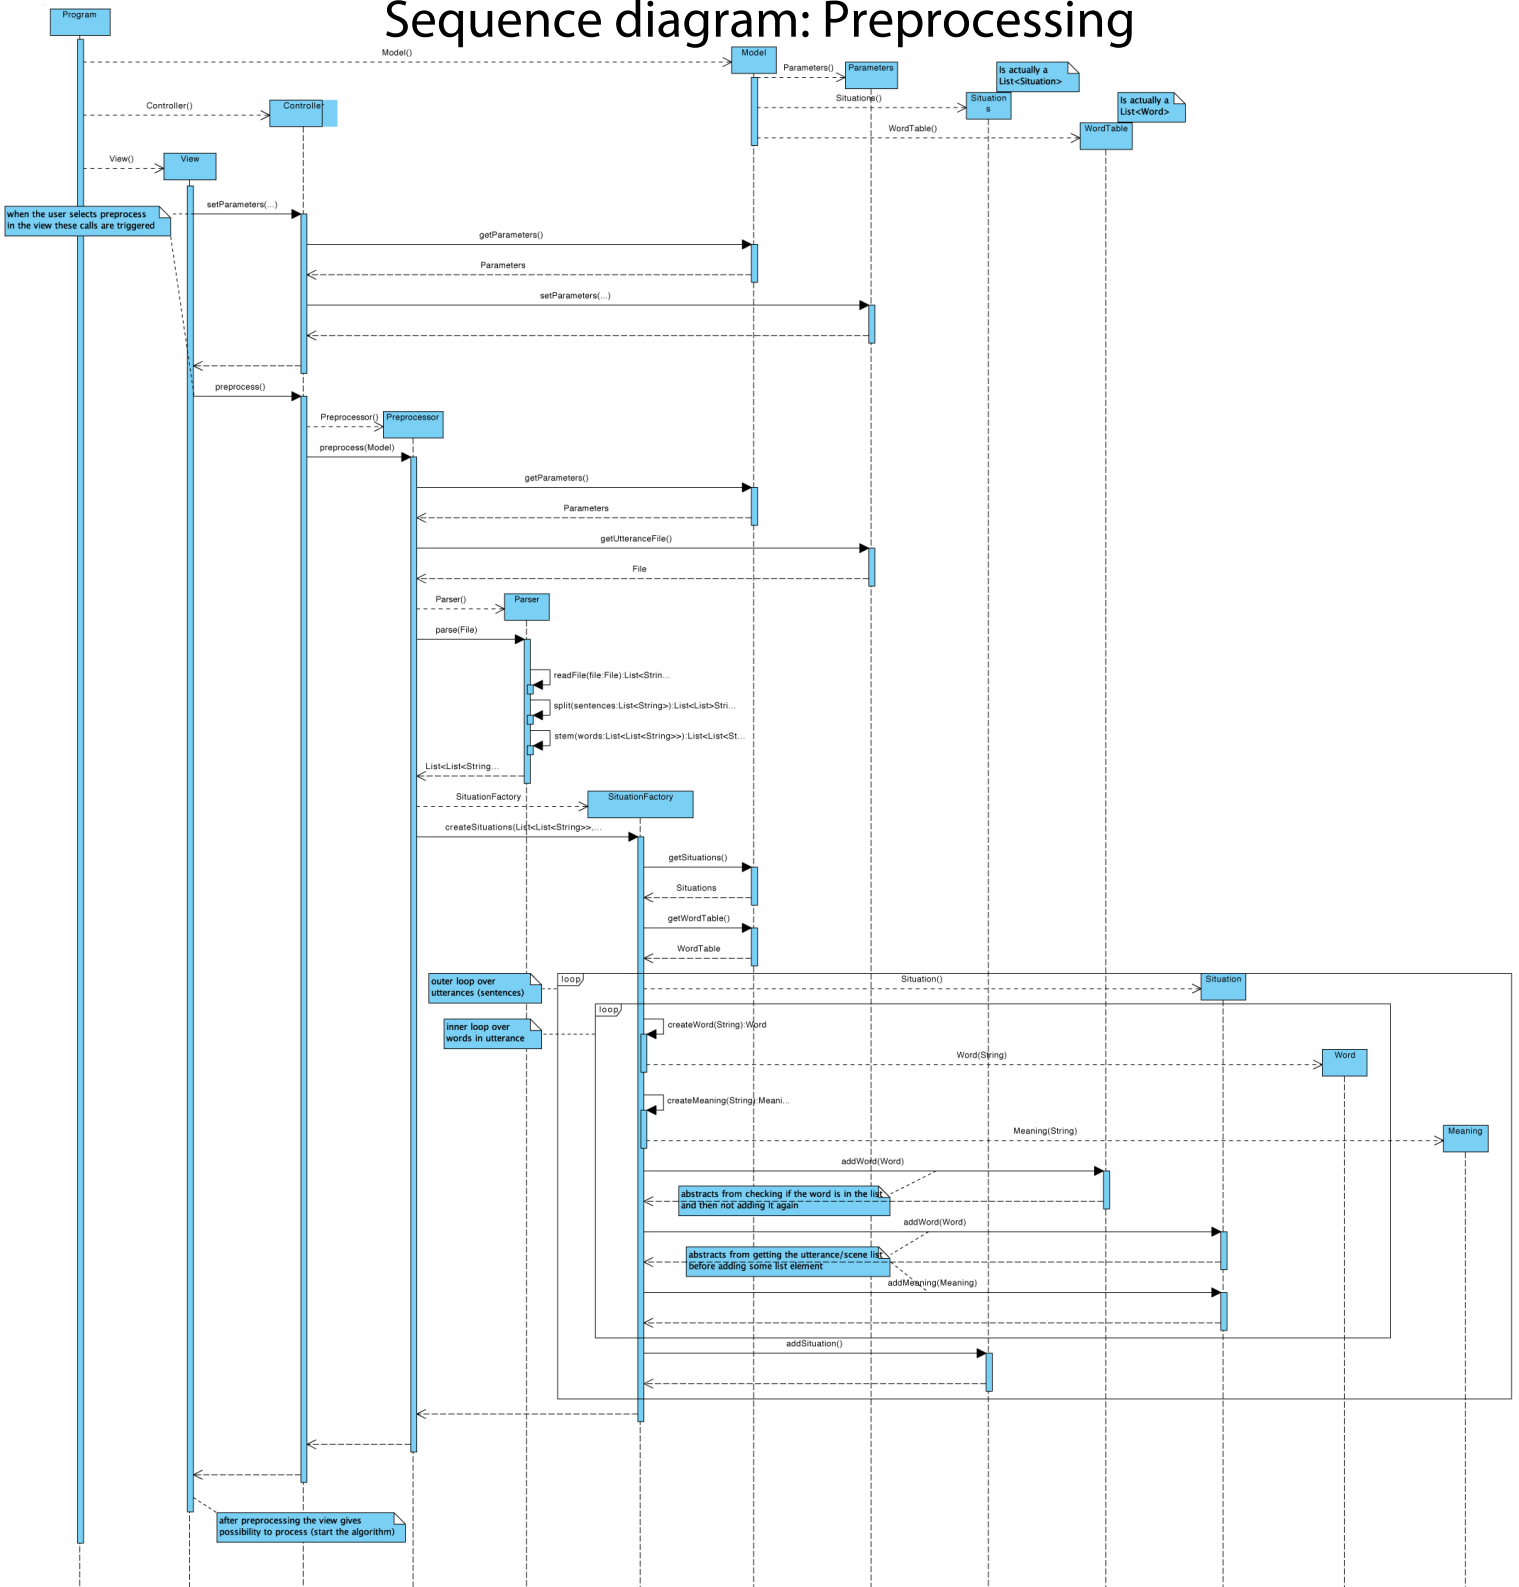 Sequence diagram: Preprocessing
Program
Model()
Model
Parameters()
Parameters
Is actually a
List<Situation>
Situations()
Situation
s
Is actually a
List<Word>
Controller()
Controller
WordTable()
WordTable
View()
View
when the user selects preprocess
in the view these calls are triggered
setParameters(...)
getParameters()
Parameters
setParameters(...)
preprocess()
Preprocessor()
Preprocessor
preprocess(Model)
getParameters()
Parameters
getUtteranceFile()
File
Parser()
Parser
parse(File)
readFile(file:File):List<Strin...
split(sentences:List<String>):List<List>Stri...
stem(words:List<List<String>>):List<List<St...
List<List<String...
SituationFactory
SituationFactory
createSituations(List<List<String>>,...
getSituations()
Situations
getWordTable()
WordTable
outer loop over
utterances (sentences)
loop
Situation()
Situation
loop
inner loop over
words in utterance
createWord(String):Word
Word(String)
Word
createMeaning(String):Meani...
Meaning(String)
Meaning
addWord(Word)
abstracts from checking if the word is in the list
and then not adding it again
addWord(Word)
abstracts from getting the utterance/scene list
before adding some list element
addMeaning(Meaning)
addSituation()
after preprocessing the view gives
possibility to process (start the algorithm)